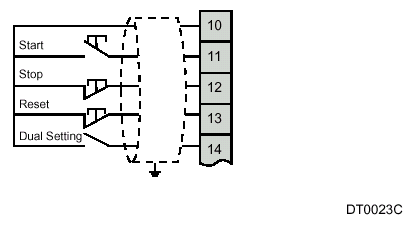 10
Start
11
Stop
12
Reset
13
Dual Setting
14
DT0023C